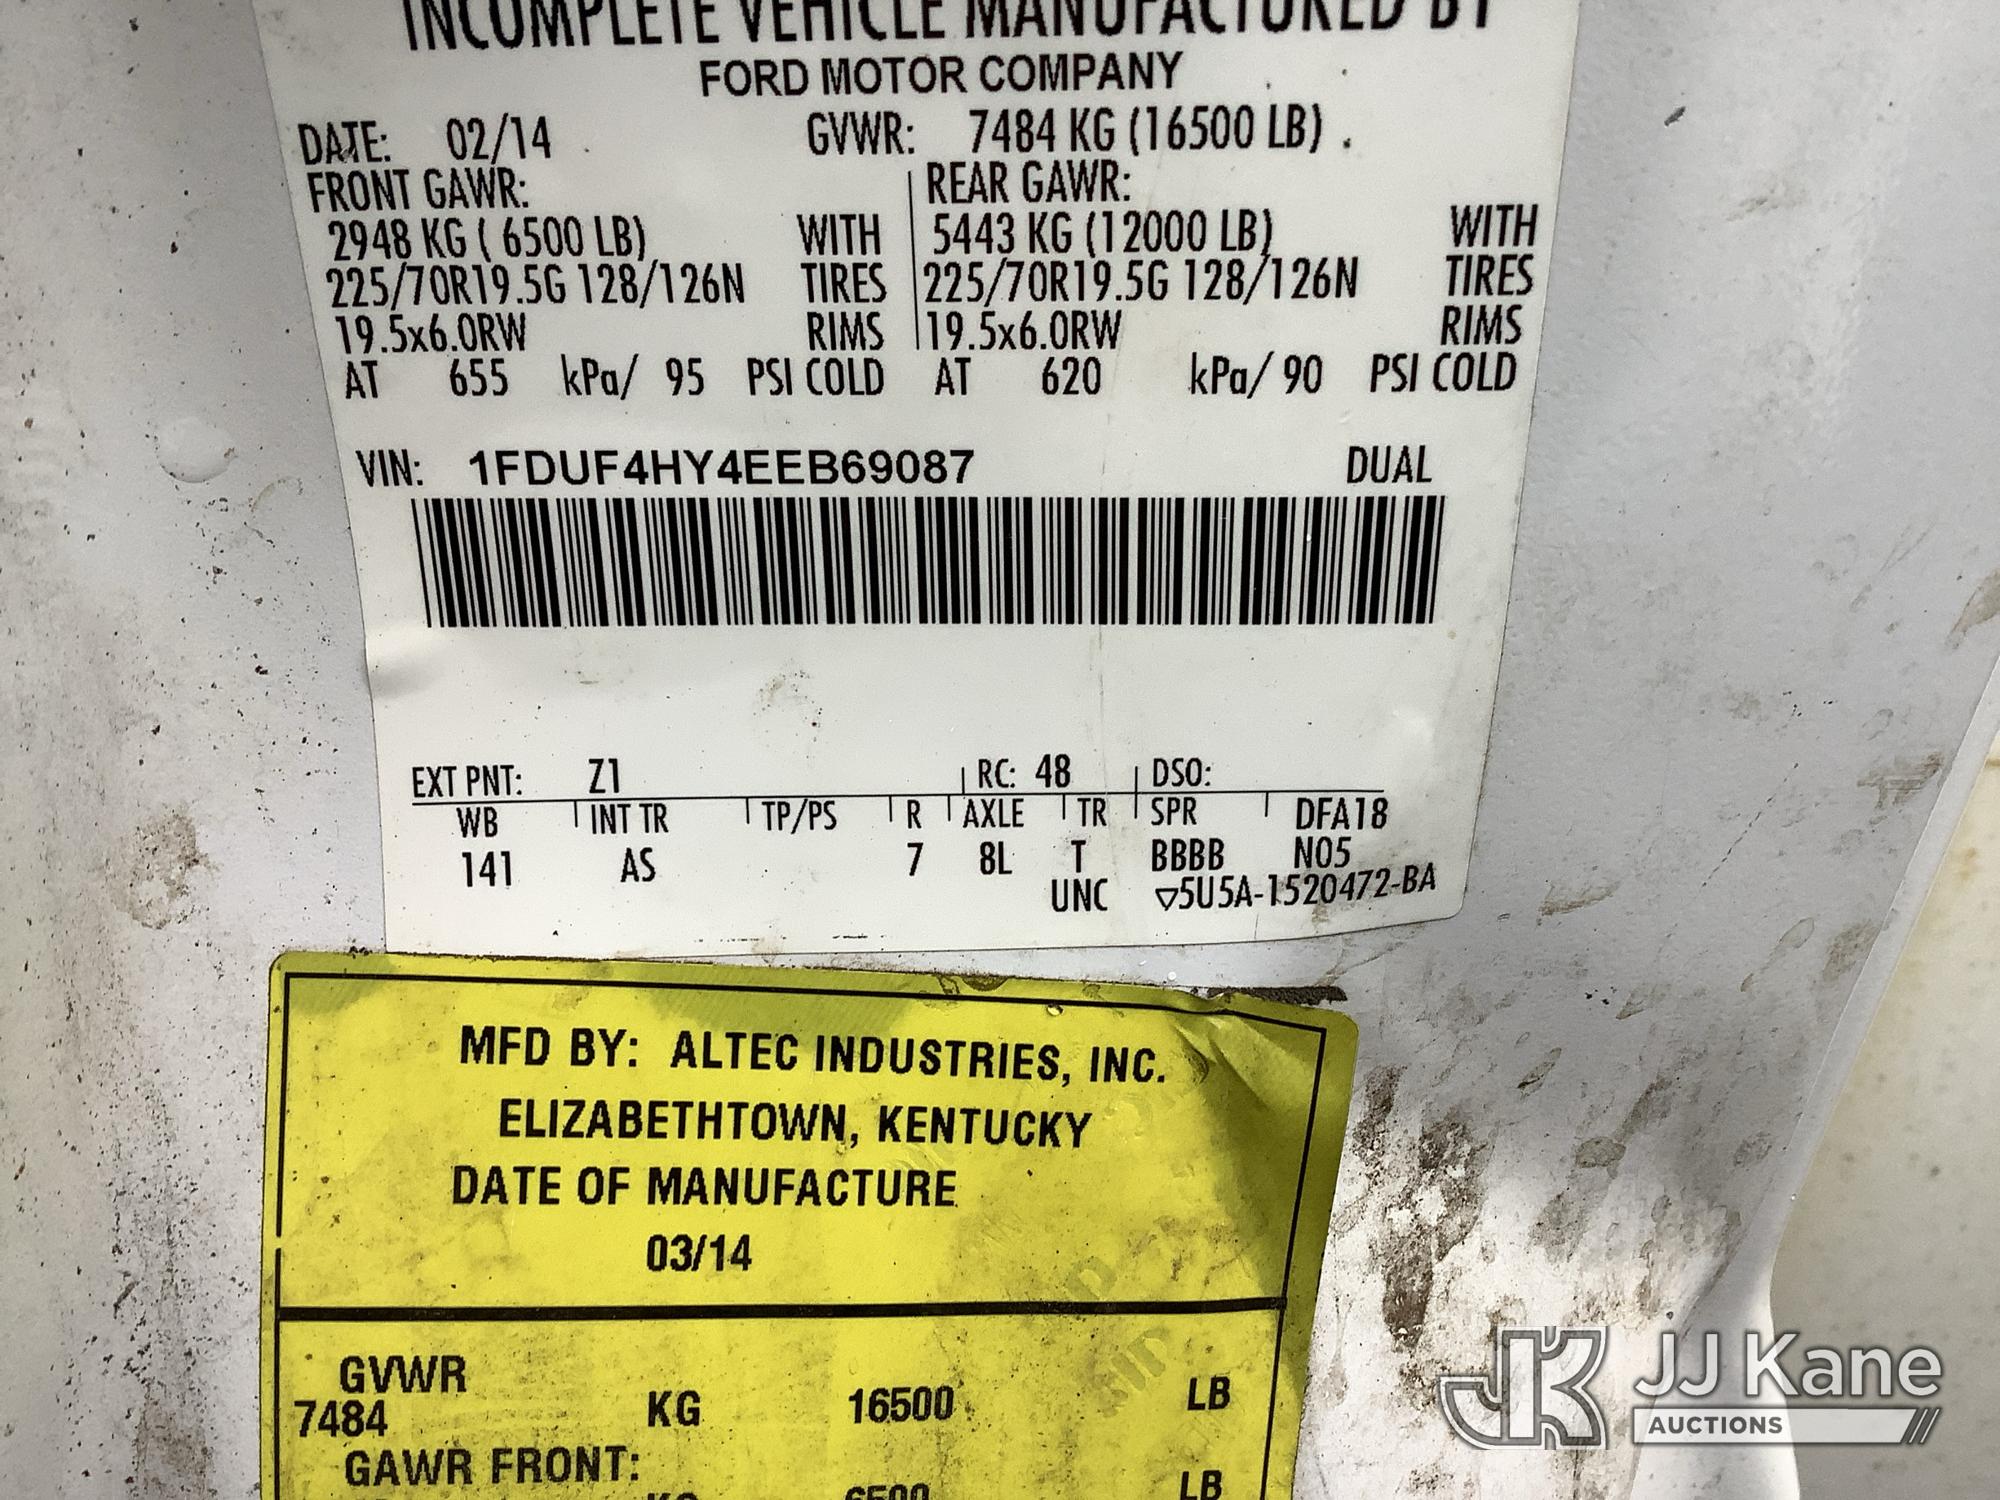 INCOMPLETE VEHICLE MANUFACTURED BY
FORD MOTOR COMPANY
DATE: 02/14 GVWR: 7484 KG (16500 LB)
FRONT GAWR: REAR GAWR:
2948 KG ( 6500 LB) WITH 5443 KG (12000 LB) WITH
225/70R19.5G 128/126N TIRES 225/70R19.5G 128/126N TIRES
19.5x6.0RW RIMS 19.5x6.0RW RIMS
AT 655 kPa/ 95 PSI COLD AT 620 kPa/ 90 PSI COLD
VIN: 1FDUF4HY4EEB69087 DUAL
EXT PNT: Z1 RC: 48 DSO:
WB INT TR TP/PS R AXLE TR SPR DFA18
141 AS 7 8L T BBBB N05
UNC ▽5U5A-1520472-BA
MFD BY: ALTEC INDUSTRIES, INC.
ELIZABETHTOWN, KENTUCKY
DATE OF MANUFACTURE
03/14
GVWR
7484 KG 16500 LB
GAWR FRONT:
KG 6500 LB
JJ Kane
AUCTIONS